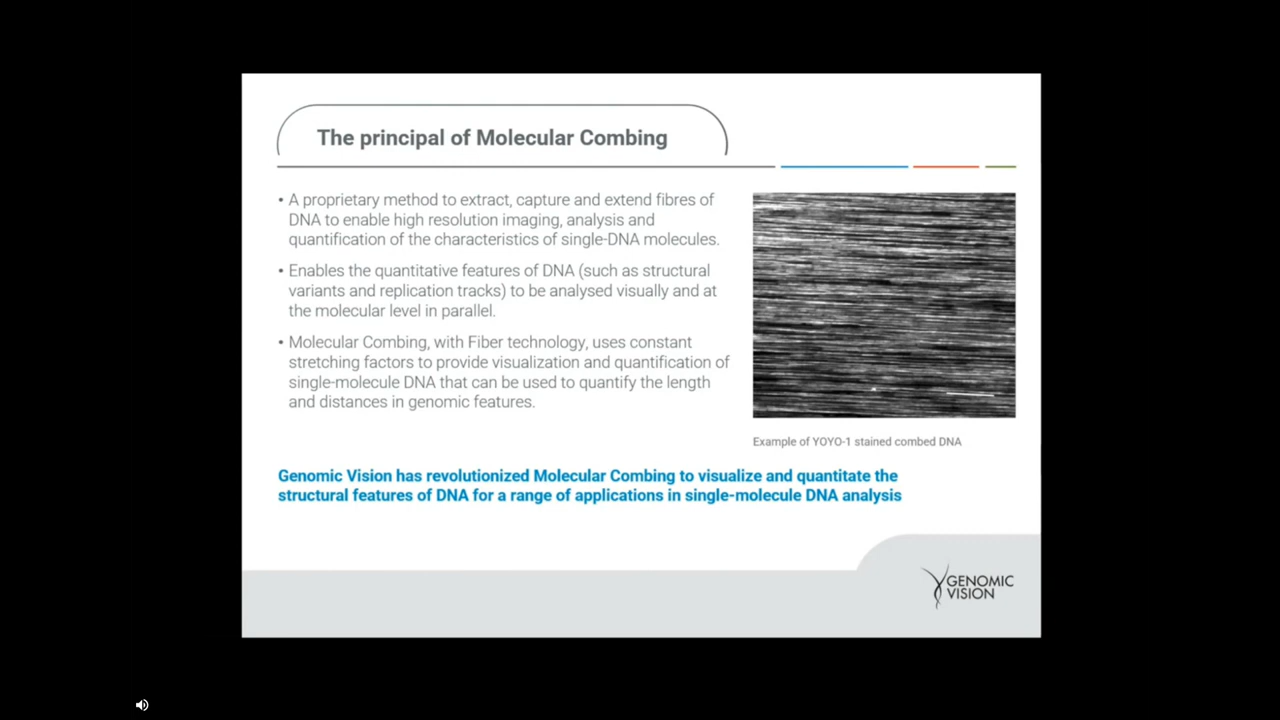 The principal of Molecular Combing
• A proprietary method to extract, capture and extend fibres of
DNA to enable high resolution imaging, analysis and
quantification of the characteristics of single-DNA molecules.
• Enables the quantitative features of DNA (such as structural
variants and replication tracks) to be analysed visually and at
the molecular level in parallel.
• Molecular Combing, with Fiber technology, uses constant
stretching factors to provide visualization and quantification of
single-molecule DNA that can be used to quantify the length
and distances in genomic features.
Example of YOYO-1 stained combed DNA
Genomic Vision has revolutionized Molecular Combing to visualize and quantitate the
structural features of DNA for a range of applications in single-molecule DNA analysis
GENOMIC
VISION